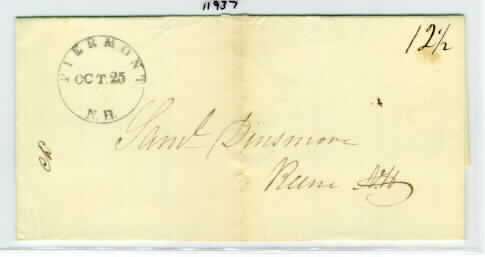 11937
PIERMONT
OCT. 25
N.H.
12½
Saml Dinsmore
Keene NH